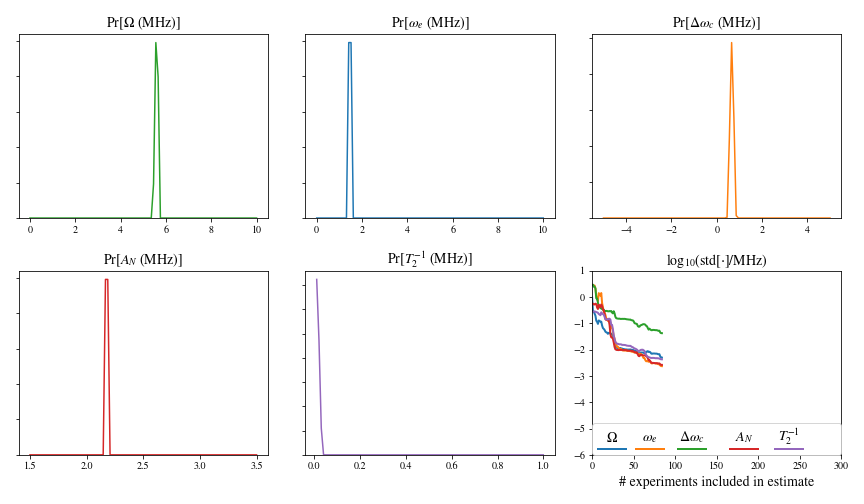 Pr[Ω (MHz)]
Pr[ωe (MHz)]
Pr[Δωc (MHz)]
0 2 4 6 8 10
0 2 4 6 8 10
−4 −2 0 2 4
Pr[AN (MHz)]
Pr[T2−1 (MHz)]
log10(std[·]/MHz)
1
0
−1
−2
−3
−4
−5
−6
Ω ωe Δωc AN T2−1
1.5 2.0 2.5 3.0 3.5
0.0 0.2 0.4 0.6 0.8 1.0
0 50 100 150 200 250 300
# experiments included in estimate